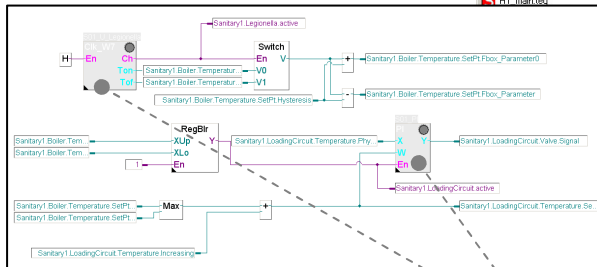 H1_main.teq
Sanitary1.Legionella.active
Clk_WT
H
En
Ch
Ton
Tof
Switch
En
V
V0
V1
Sanitary1.Boiler.Temperatur...
Sanitary1.Boiler.Temperatur...
+
Sanitary1.Boiler.Temperature.SetPt.Fbox_Parameter0
Sanitary1.Boiler.Temperature.SetPt.Hysteresis
-
Sanitary1.Boiler.Temperature.SetPt.Fbox_Parameter
RegBlr
Sanitary1.Boiler.Tem...
XUp
Y
Sanitary1.Boiler.Tem...
XLo
1
En
Sanitary1.LoadingCircuit.Temperature.Phy...
X
Y
W
En
Sanitary1.LoadingCircuit.Valve.Signal
Sanitary1.LoadingCircuit.active
Sanitary1.Boiler.Temperature.SetPt
Sanitary1.Boiler.Temperature.SetPt
Max
+
Sanitary1.LoadingCircuit.Temperature.Se...
Sanitary1.LoadingCircuit.Temperature.Increasing